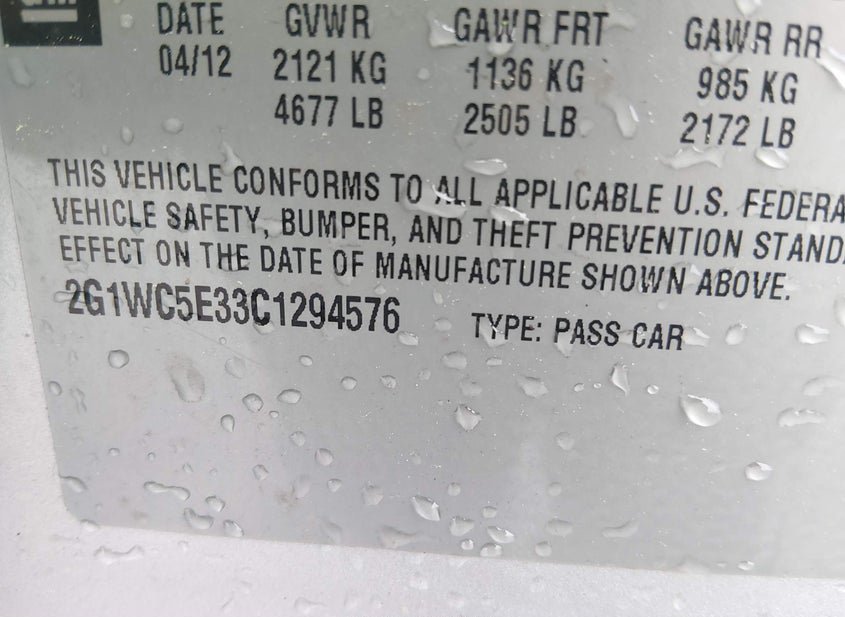 DATE GVWR GAWR FRT GAWR RR
04/12 2121 KG 1136 KG 985 KG
4677 LB 2505 LB 2172 LB
THIS VEHICLE CONFORMS TO ALL APPLICABLE U.S. FEDERA
VEHICLE SAFETY, BUMPER, AND THEFT PREVENTION STAND
EFFECT ON THE DATE OF MANUFACTURE SHOWN ABOVE.
2G1WC5E33C1294576 TYPE: PASS CAR